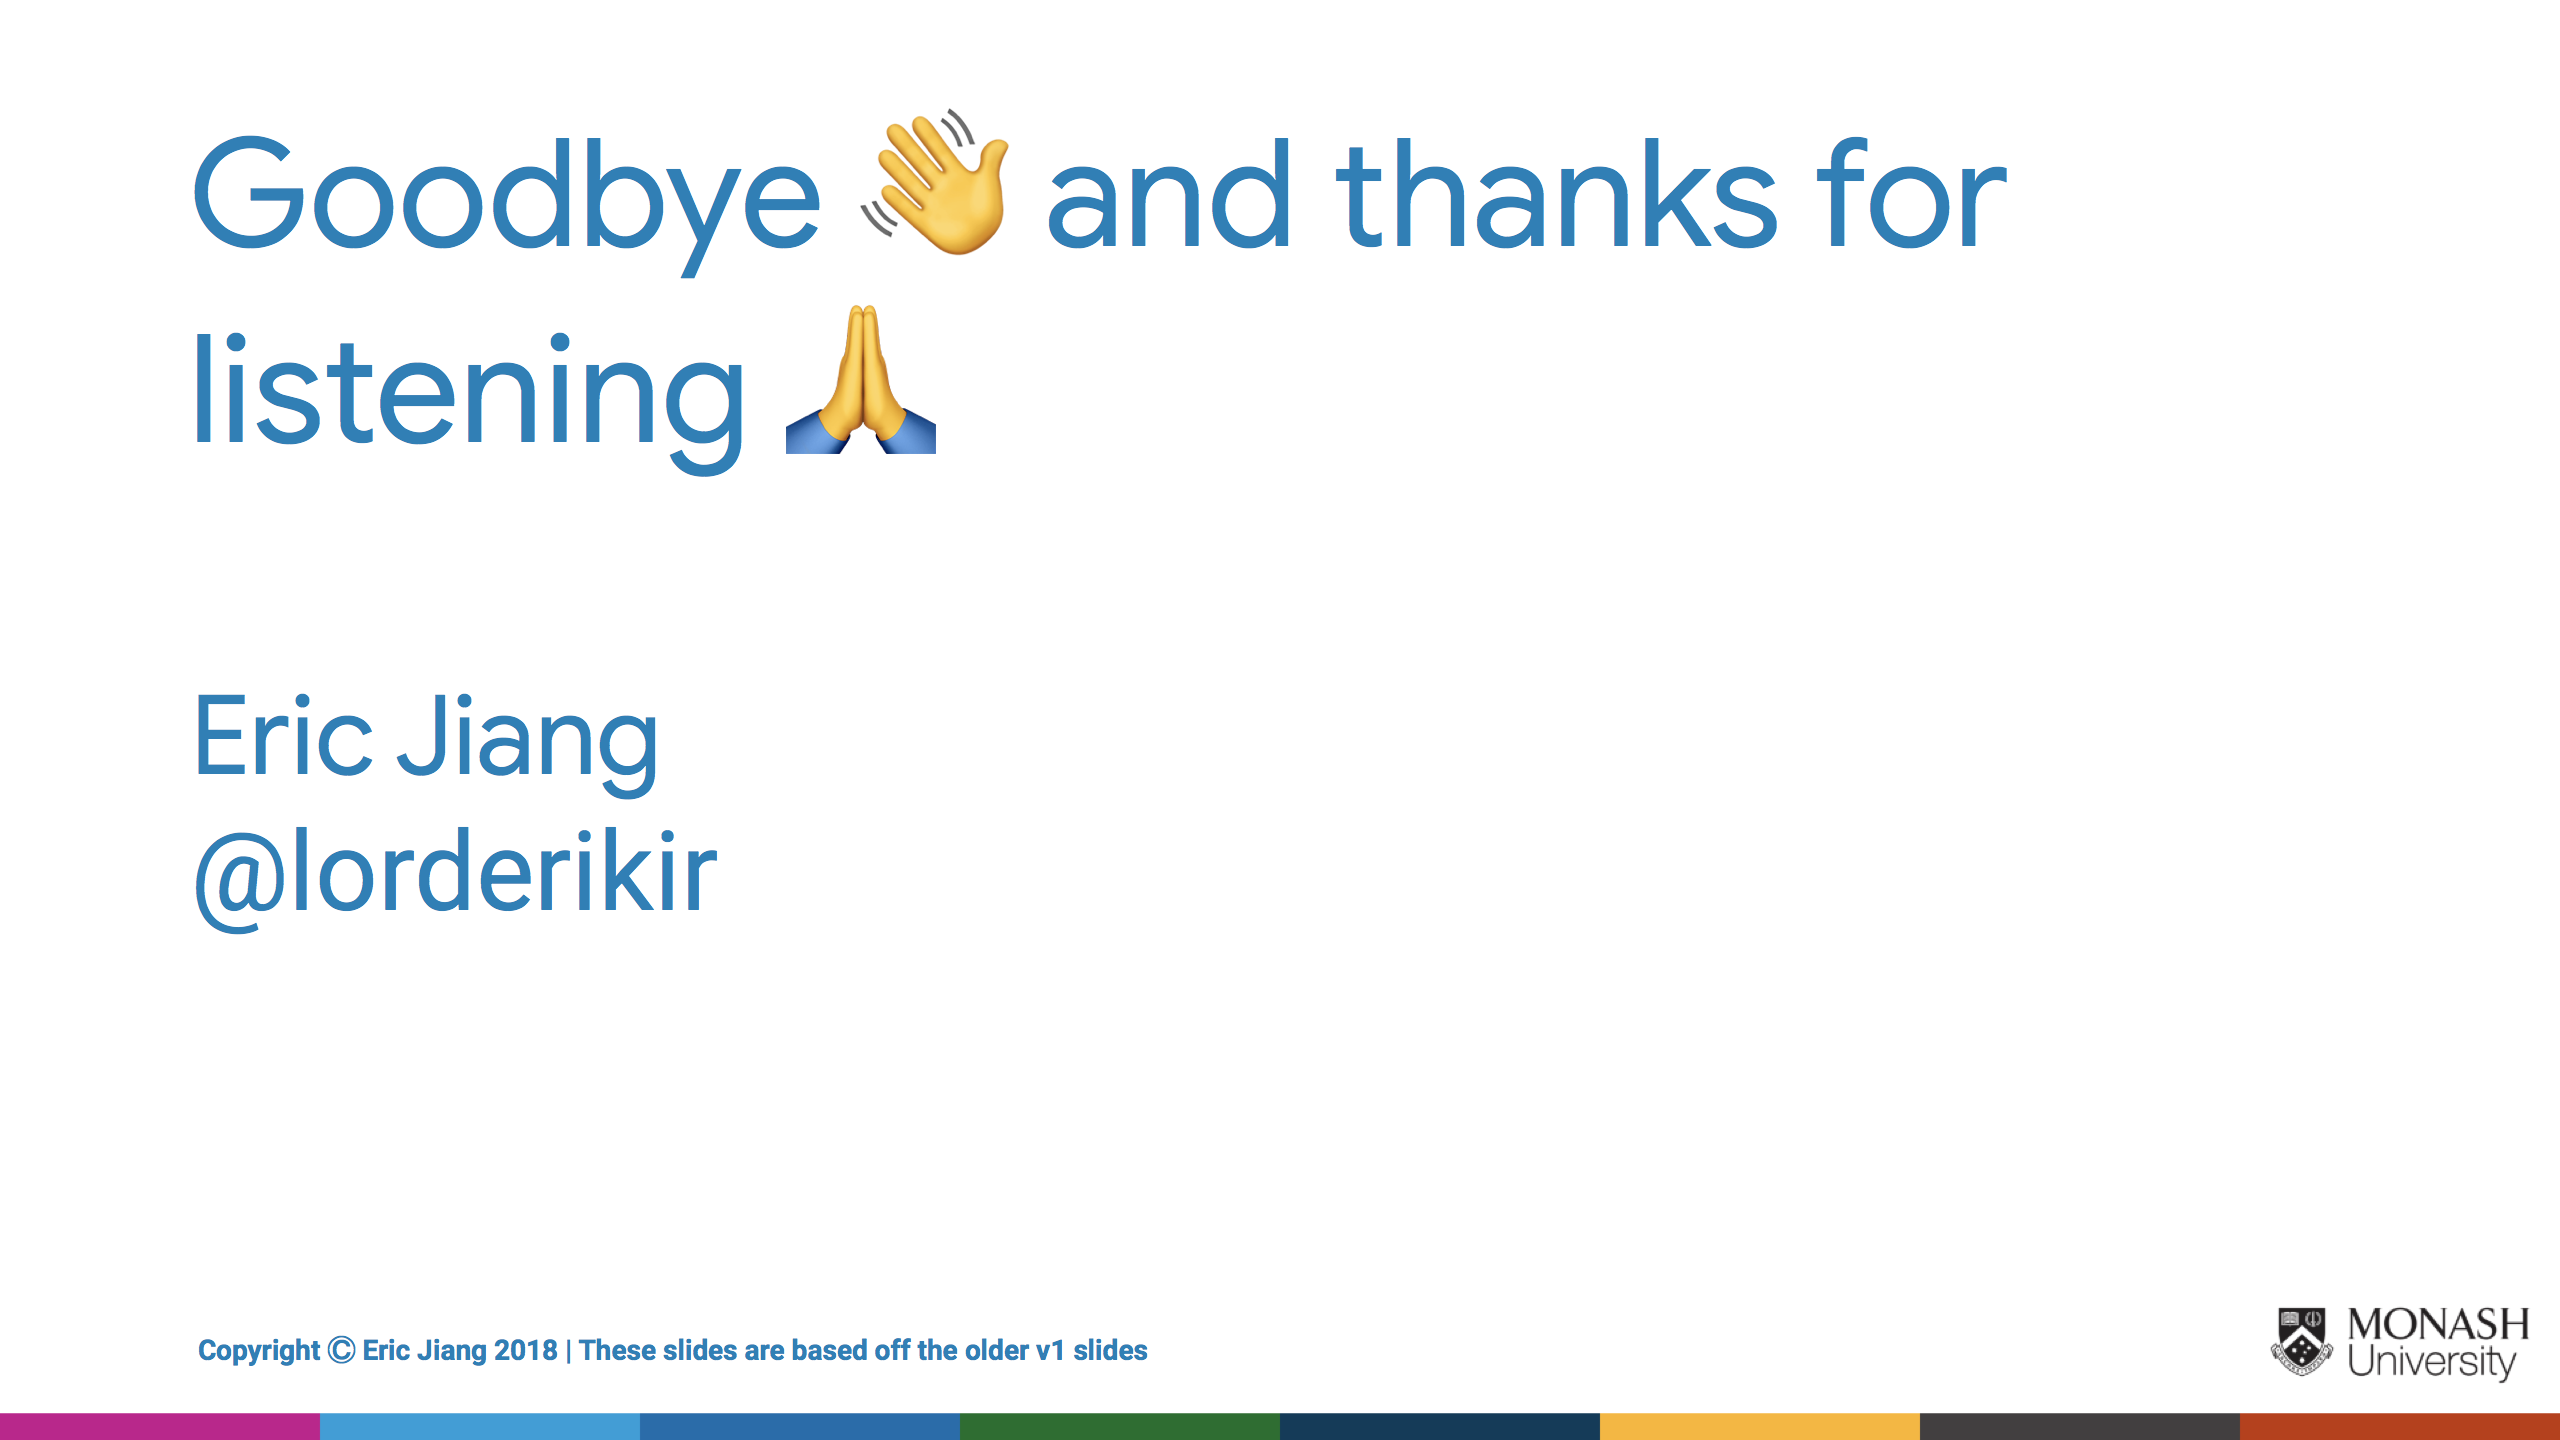 Goodbye 👋 and thanks for
listening 🙏
Eric Jiang
@lorderikir
Copyright © Eric Jiang 2018 | These slides are based off the older v1 slides
MONASH
University